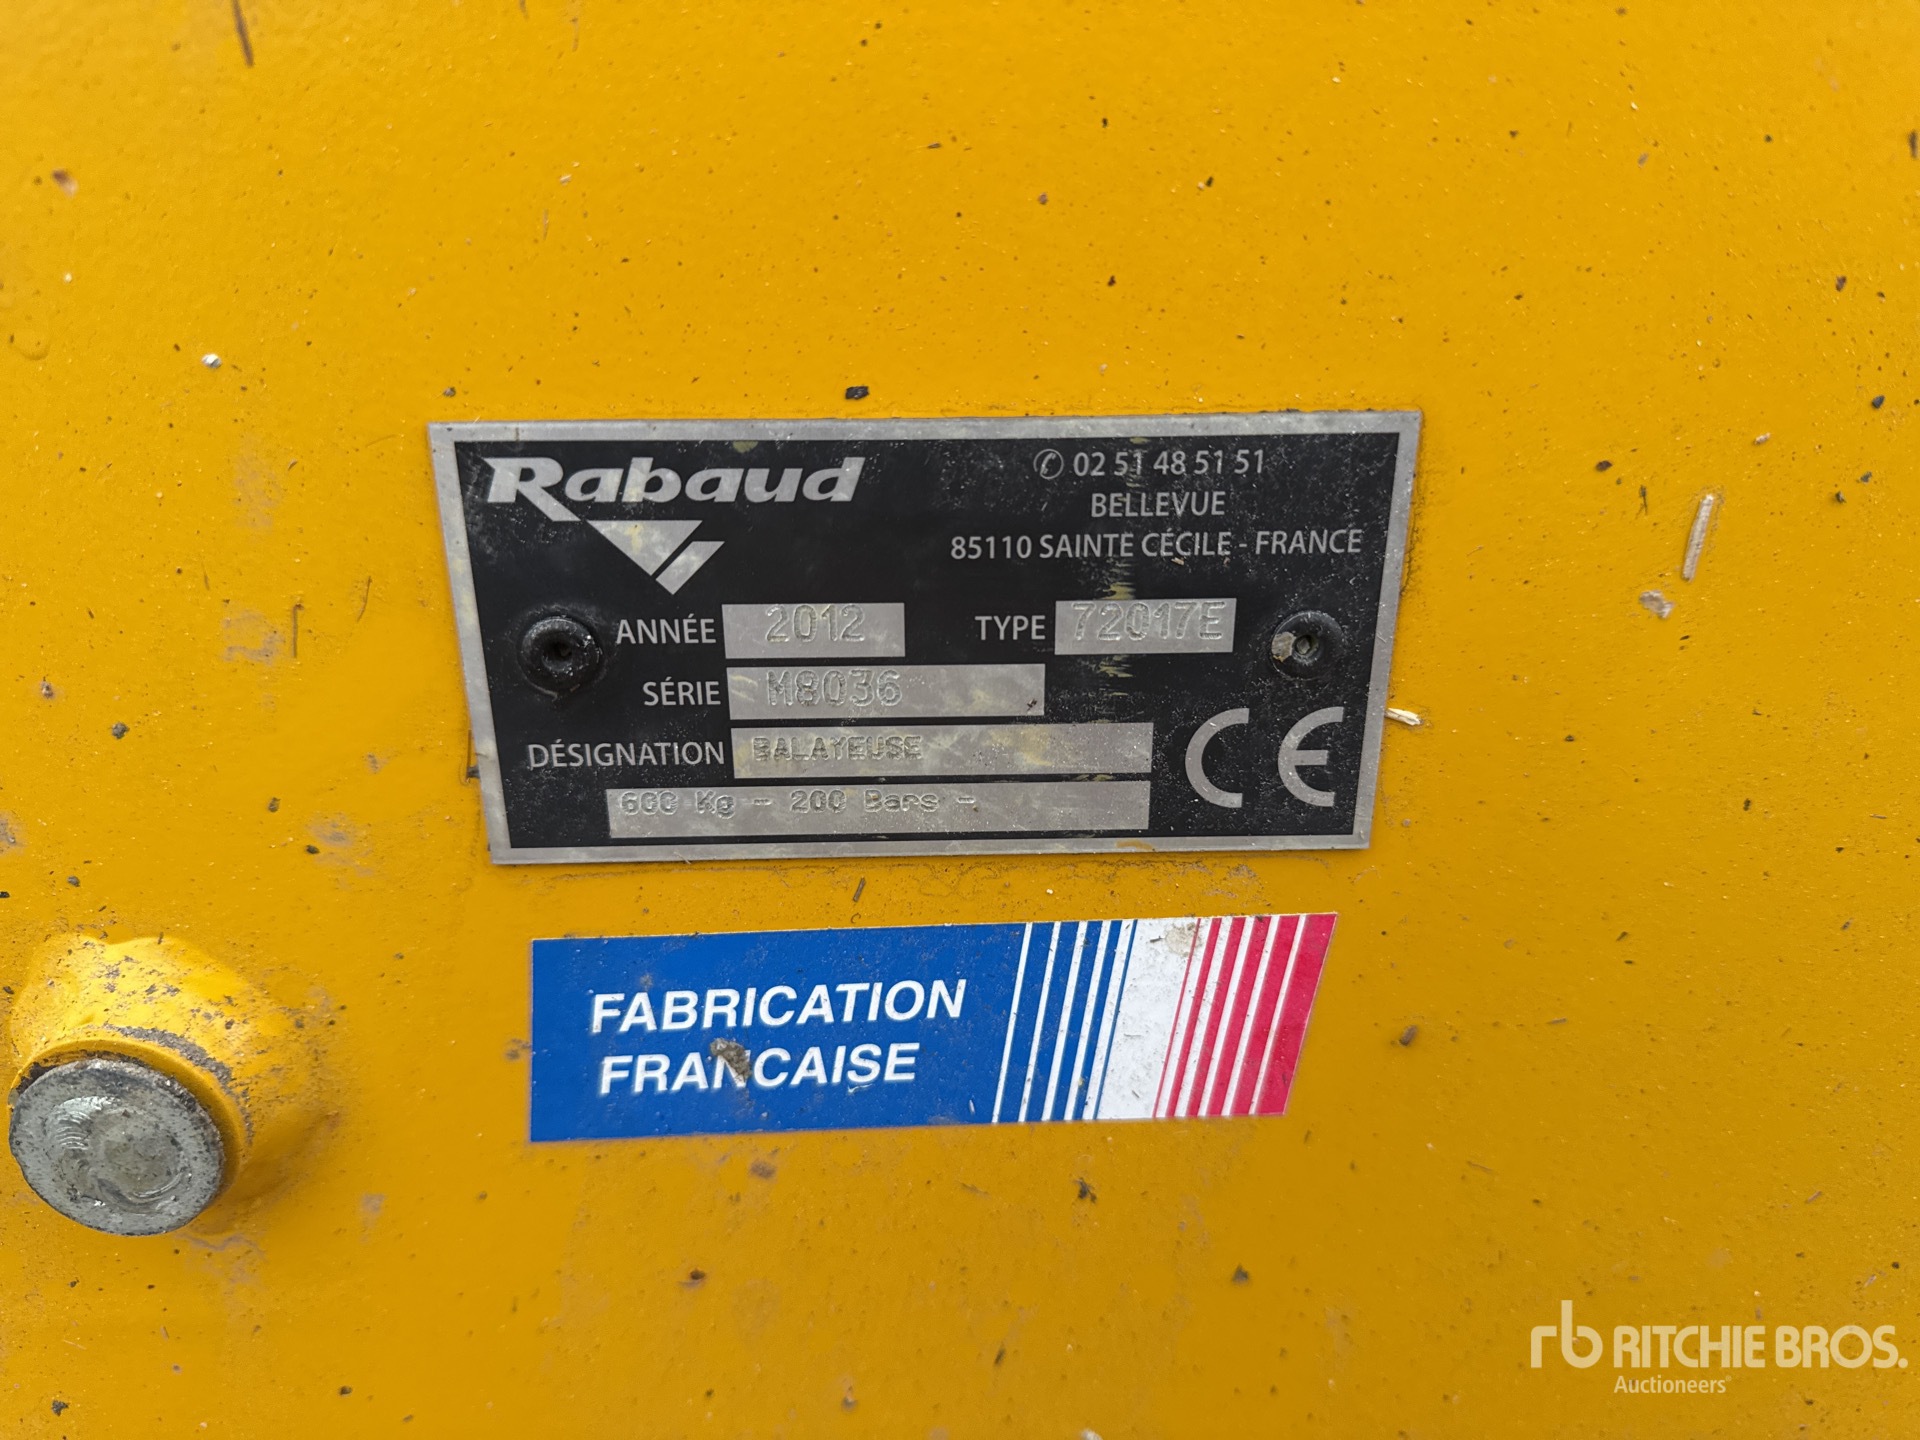 Rabaud
✆ 02 51 48 51 51
BELLEVUE
85110 SAINTE CÉCILE - FRANCE
ANNÉE 2012 TYPE 72017E
SÉRIE M8036
DÉSIGNATION BALAYEUSE
600 Kg - 200 Bars -
CE
FABRICATION
FRANCAISE
rb RITCHIE BROS.
Auctioneers